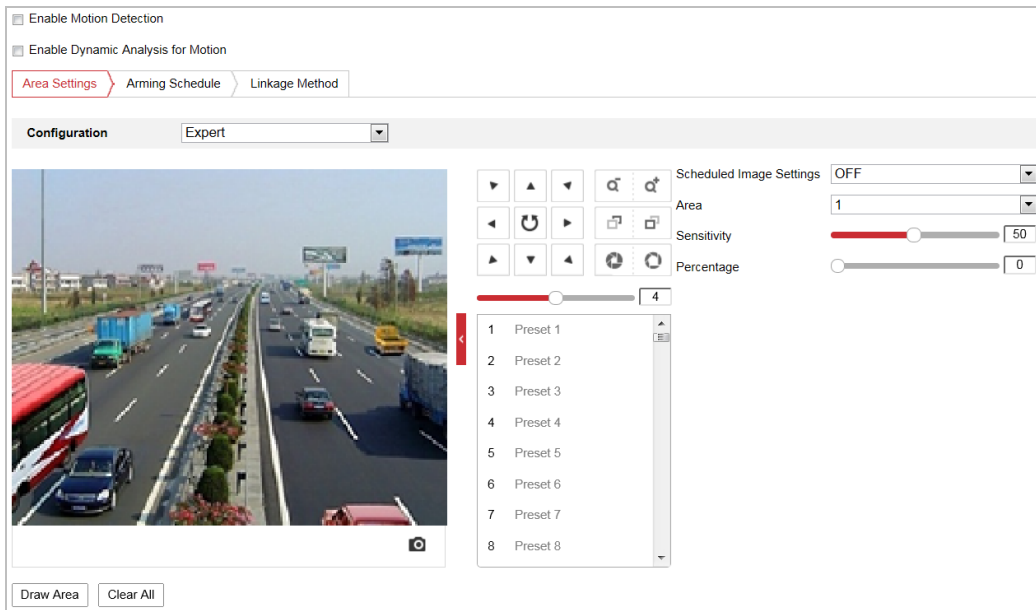 Enable Motion Detection
Enable Dynamic Analysis for Motion
Area Settings
Arming Schedule
Linkage Method
Configuration
Expert
Scheduled Image Settings
OFF
Area
1
Sensitivity
50
Percentage
0
4
1 Preset 1
2 Preset 2
3 Preset 3
4 Preset 4
5 Preset 5
6 Preset 6
7 Preset 7
8 Preset 8
Draw Area
Clear All